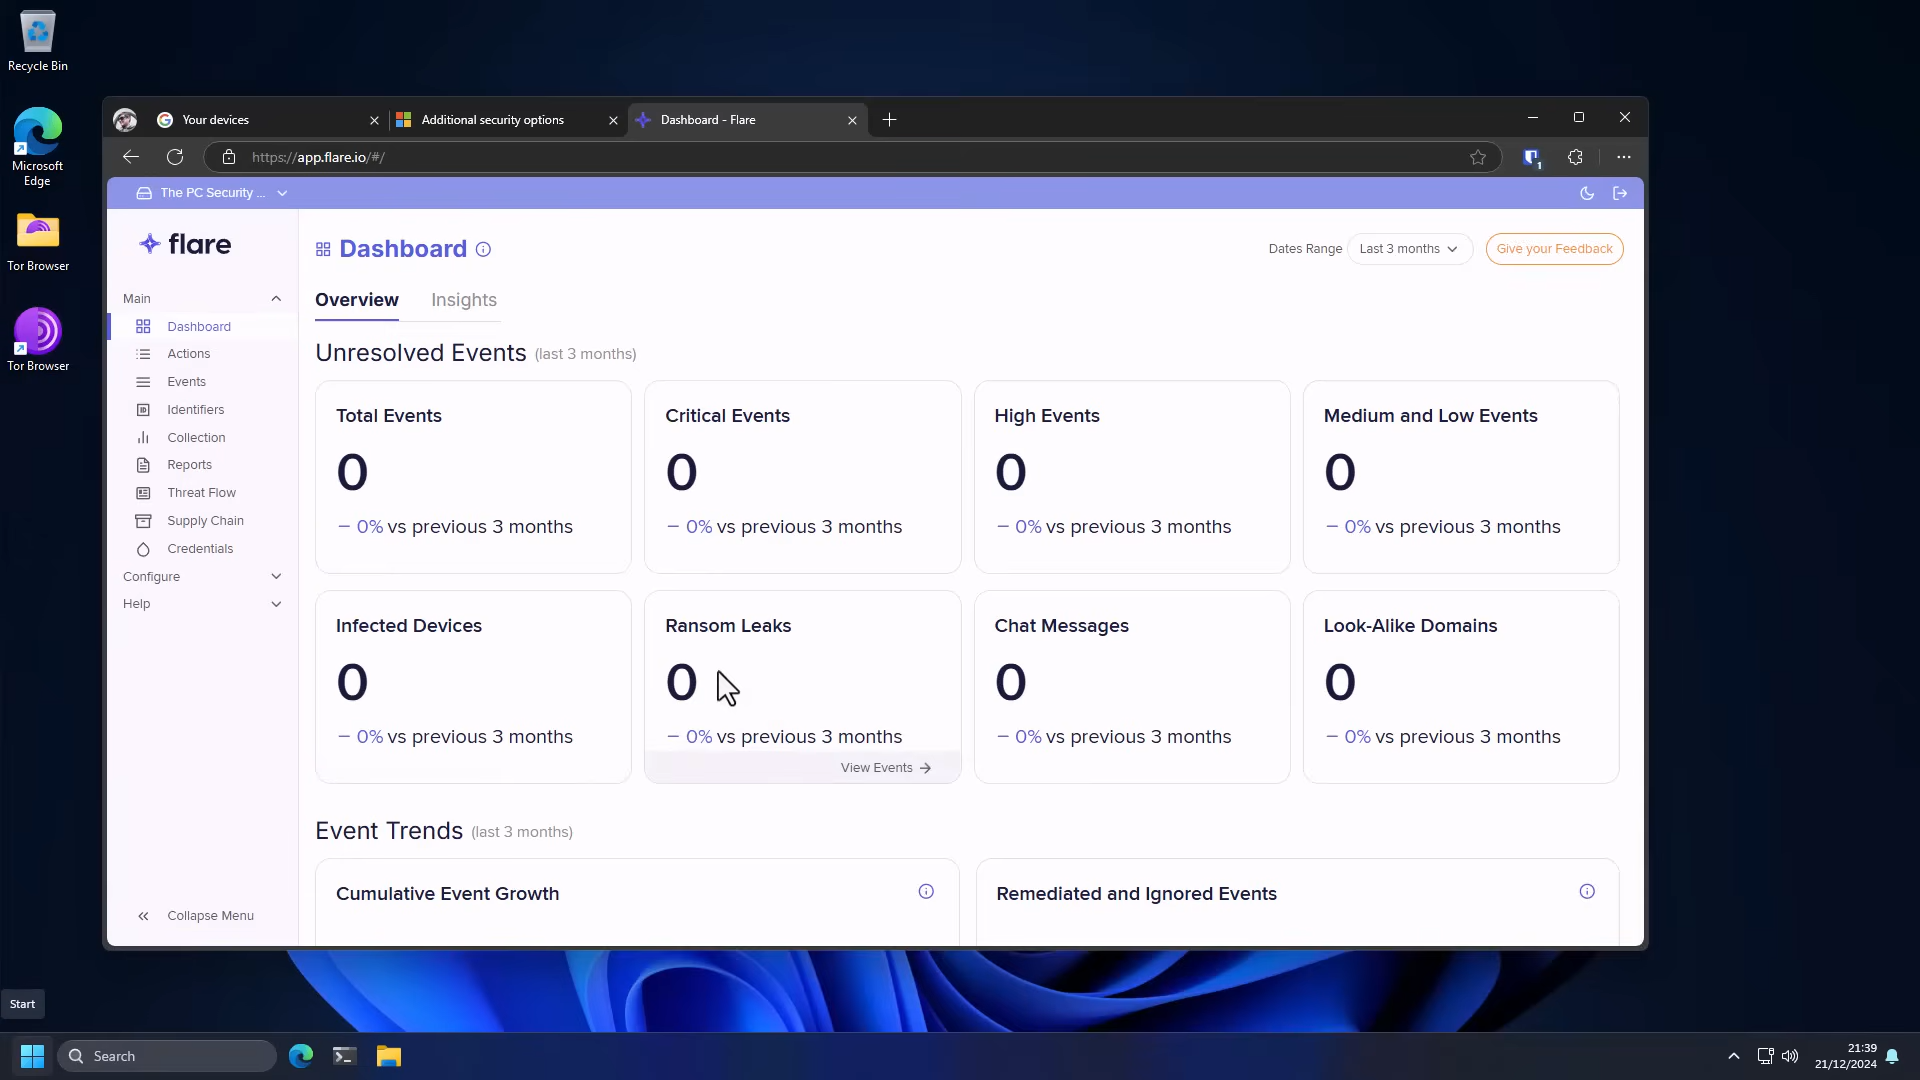 Recycle Bin
Microsoft
Edge
Tor Browser
Tor Browser
Your devices
Additional security options
Dashboard - Flare
https://app.flare.io/#/
1
The PC Security ...
flare
Main
Dashboard
Actions
Events
Identifiers
Collection
Reports
Threat Flow
Supply Chain
Credentials
Configure
Help
Collapse Menu
Dashboard
Dates Range
Last 3 months
Give your Feedback
Overview
Insights
Unresolved Events (last 3 months)
Total Events
0
– 0% vs previous 3 months
Critical Events
0
– 0% vs previous 3 months
High Events
0
– 0% vs previous 3 months
Medium and Low Events
0
– 0% vs previous 3 months
Infected Devices
0
– 0% vs previous 3 months
Ransom Leaks
0
– 0% vs previous 3 months
View Events →
Chat Messages
0
– 0% vs previous 3 months
Look-Alike Domains
0
– 0% vs previous 3 months
Event Trends (last 3 months)
Cumulative Event Growth
Remediated and Ignored Events
Start
Search
21:39
21/12/2024